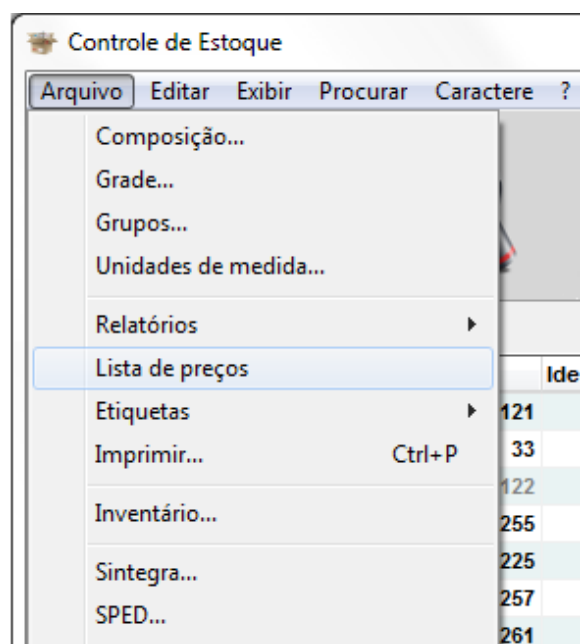 Controle de Estoque
Arquivo Editar Exibir Procurar Caractere ?
Composição...
Grade...
Grupos...
Unidades de medida...
Relatórios
Lista de preços
Ide
Etiquetas
121
Imprimir... Ctrl+P
33
122
Inventário...
255
225
Sintegra...
257
SPED...
261